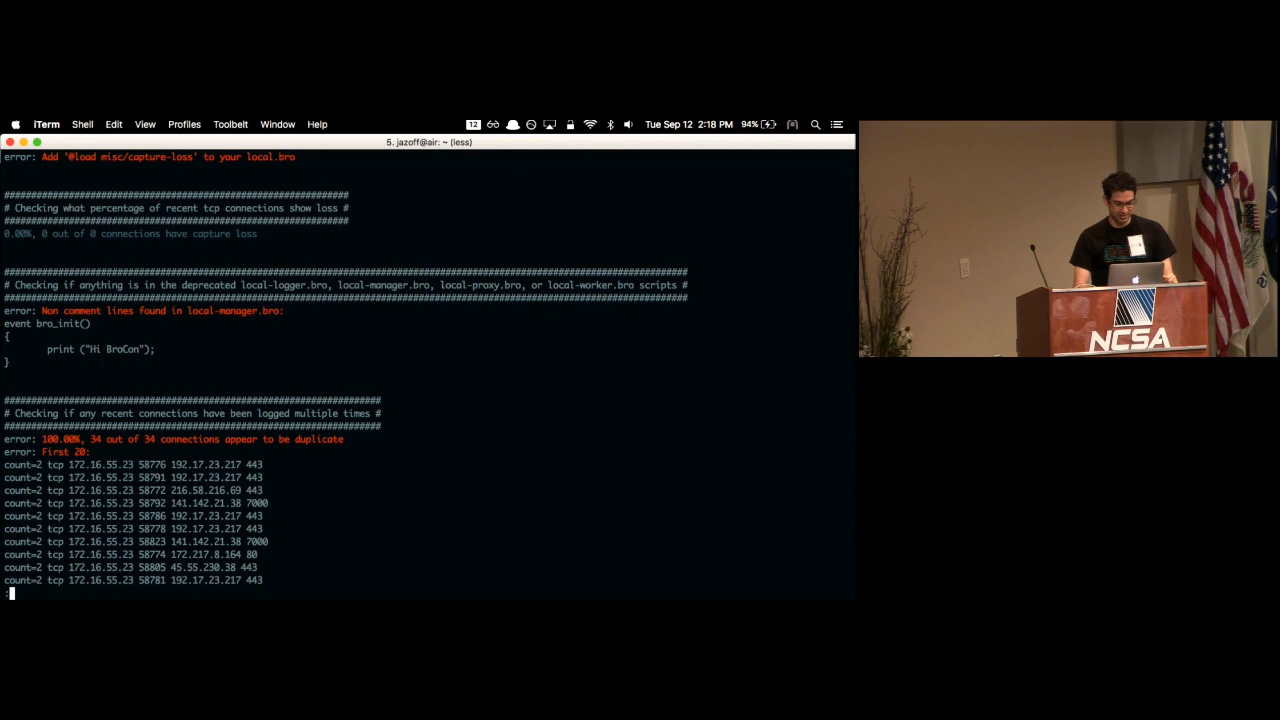 iTerm Shell Edit View Profiles Toolbelt Window Help 12 Tue Sep 12 2:18 PM 94%
5. jazoff@air: ~ (less)
error: Add '@load misc/capture-loss' to your local.bro
################################################################
# Checking what percentage of recent tcp connections show loss #
################################################################
0.00%, 0 out of 0 connections have capture loss
###############################################################################################################################
# Checking if anything is in the deprecated local-logger.bro, local-manager.bro, local-proxy.bro, or local-worker.bro scripts #
###############################################################################################################################
error: Non comment lines found in local-manager.bro:
event bro_init()
{
print ("Hi BroCon");
}
######################################################################
# Checking if any recent connections have been logged multiple times #
######################################################################
error: 100.00%, 34 out of 34 connections appear to be duplicate
error: First 20:
count=2 tcp 172.16.55.23 58776 192.17.23.217 443
count=2 tcp 172.16.55.23 58791 192.17.23.217 443
count=2 tcp 172.16.55.23 58772 216.58.216.69 443
count=2 tcp 172.16.55.23 58792 141.142.21.38 7000
count=2 tcp 172.16.55.23 58786 192.17.23.217 443
count=2 tcp 172.16.55.23 58778 192.17.23.217 443
count=2 tcp 172.16.55.23 58823 141.142.21.38 7000
count=2 tcp 172.16.55.23 58774 172.217.8.164 80
count=2 tcp 172.16.55.23 58805 45.55.230.38 443
count=2 tcp 172.16.55.23 58781 192.17.23.217 443
:
NCSA